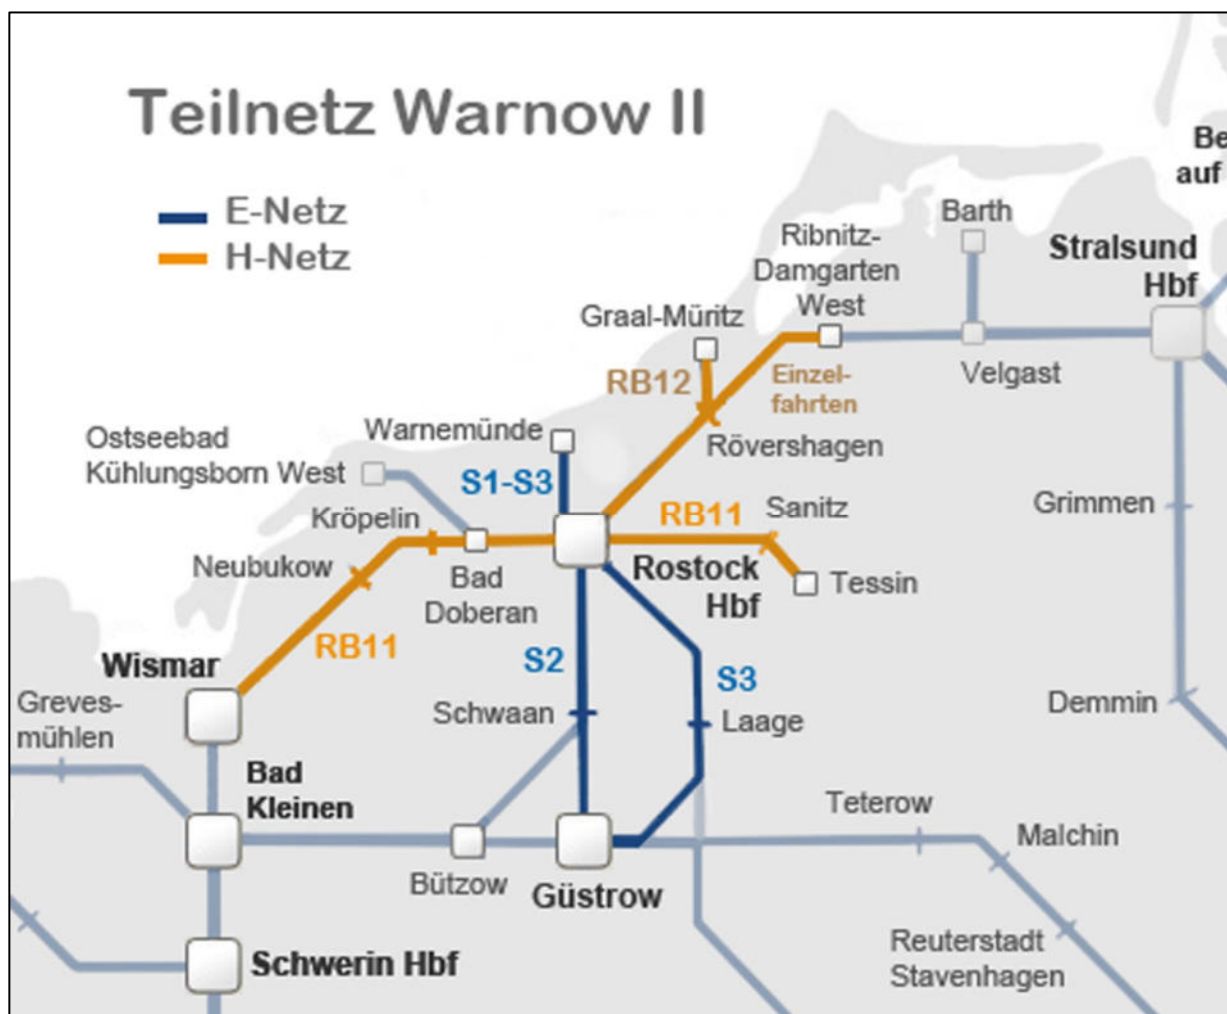 Teilnetz Warnow II
E-Netz
H-Netz
Be
auf
Barth
Ribnitz-
Damgarten
West
Stralsund
Hbf
Graal-Müritz
RB12
Einzel-
fahrten
Velgast
Warnemünde
Rövershagen
Ostseebad
Kühlungsborn West
S1-S3
Kröpelin
RB11
Sanitz
Grimmen
Neubukow
Bad
Doberan
Rostock
Hbf
Tessin
RB11
Wismar
S2
S3
Greves-
mühlen
Schwaan
Laage
Demmin
Bad
Kleinen
Teterow
Malchin
Bützow
Güstrow
Reuterstadt
Stavenhagen
Schwerin Hbf